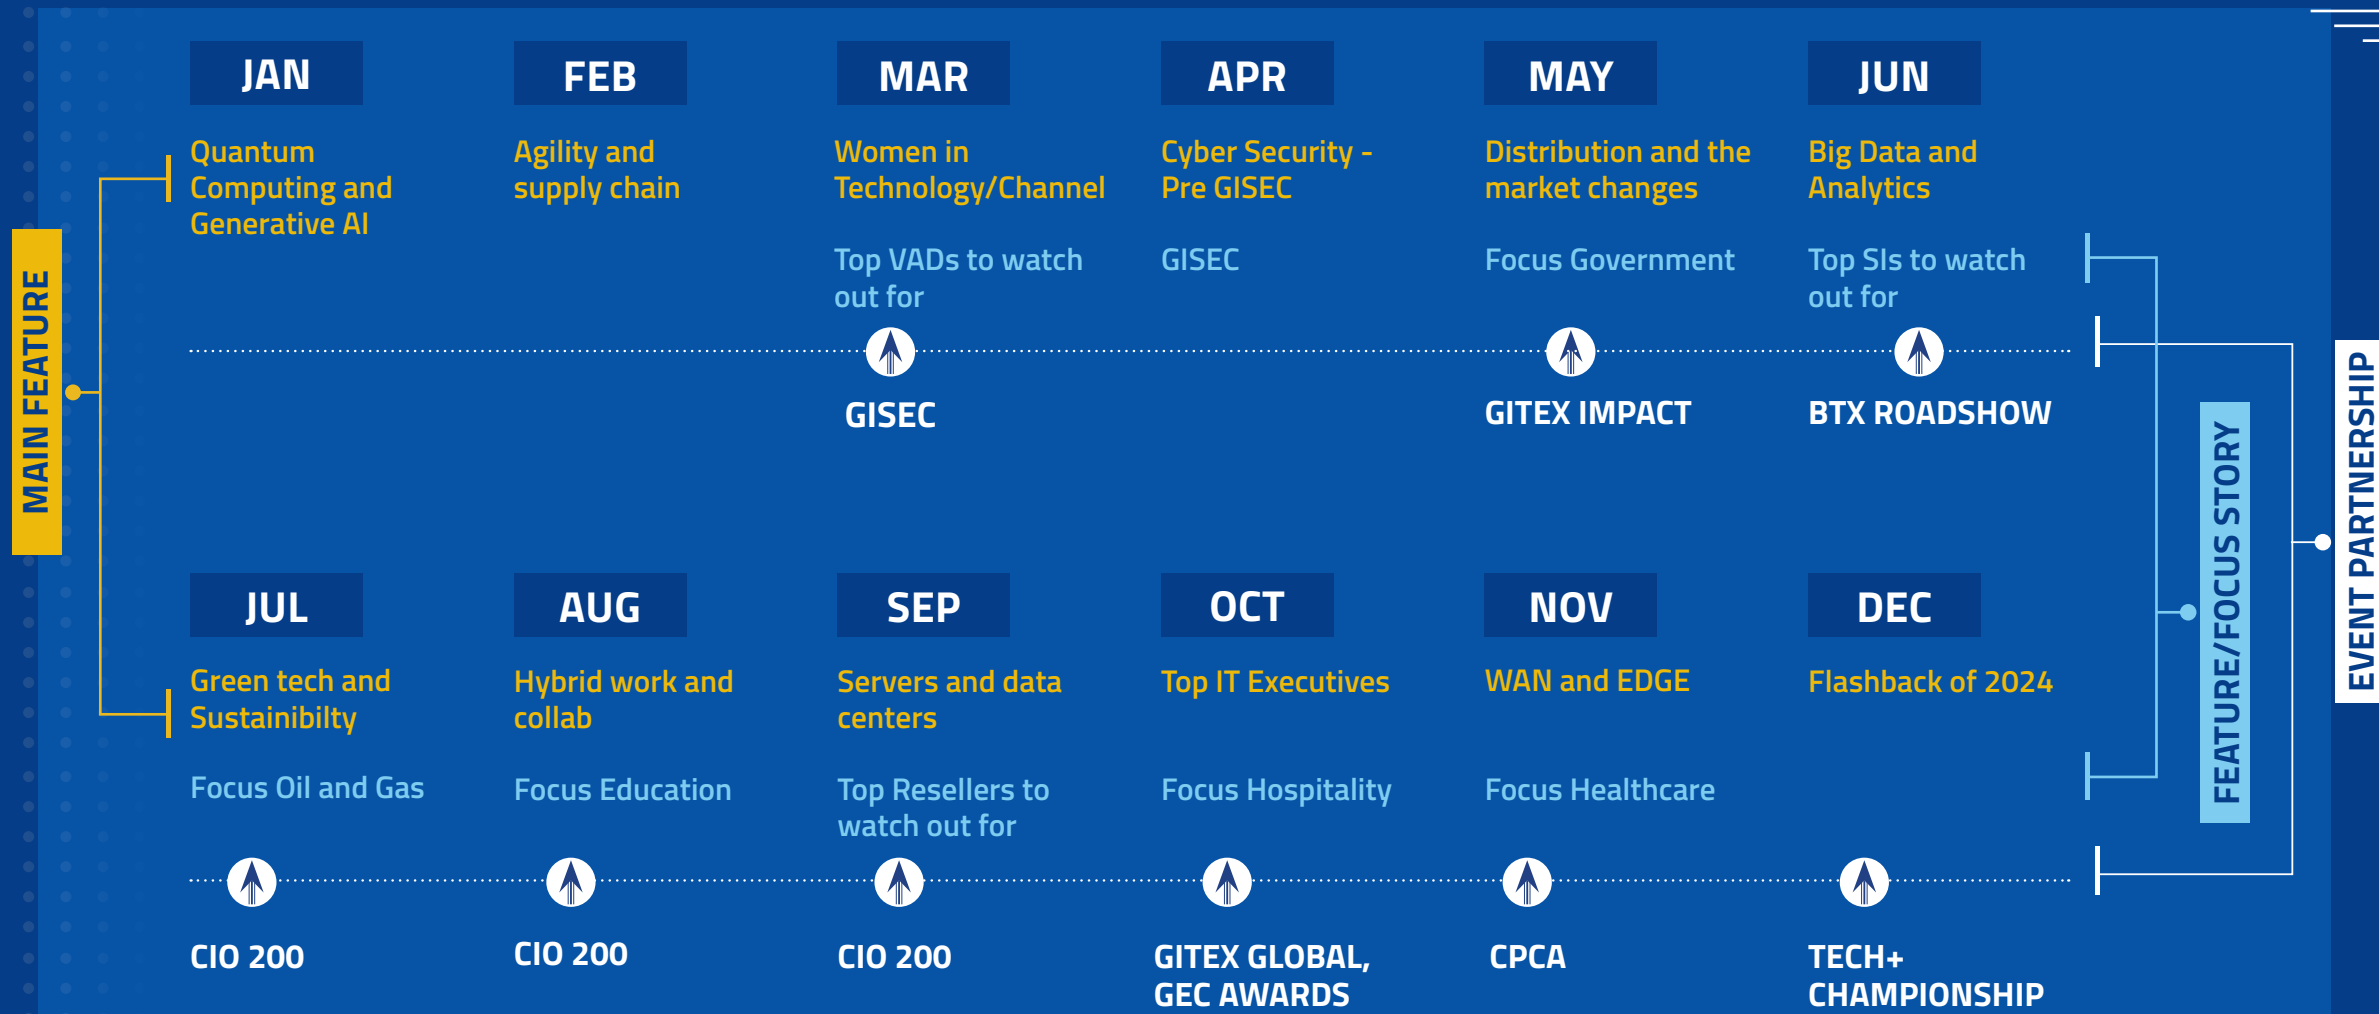 JAN
FEB
MAR
APR
MAY
JUN
Quantum
Computing and
Generative AI
Agility and
supply chain
Women in
Technology/Channel
Cyber Security -
Pre GISEC
Distribution and the
market changes
Big Data and
Analytics
Top VADs to watch
out for
GISEC
Focus Government
Top SIs to watch
out for
GISEC
GITEX IMPACT
BTX ROADSHOW
MAIN FEATURE
FEATURE/FOCUS STORY
EVENT PARTNERSHIP
JUL
AUG
SEP
OCT
NOV
DEC
Green tech and
Sustainibilty
Hybrid work and
collab
Servers and data
centers
Top IT Executives
WAN and EDGE
Flashback of 2024
Focus Oil and Gas
Focus Education
Top Resellers to
watch out for
Focus Hospitality
Focus Healthcare
CIO 200
CIO 200
CIO 200
GITEX GLOBAL,
GEC AWARDS
CPCA
TECH+
CHAMPIONSHIP